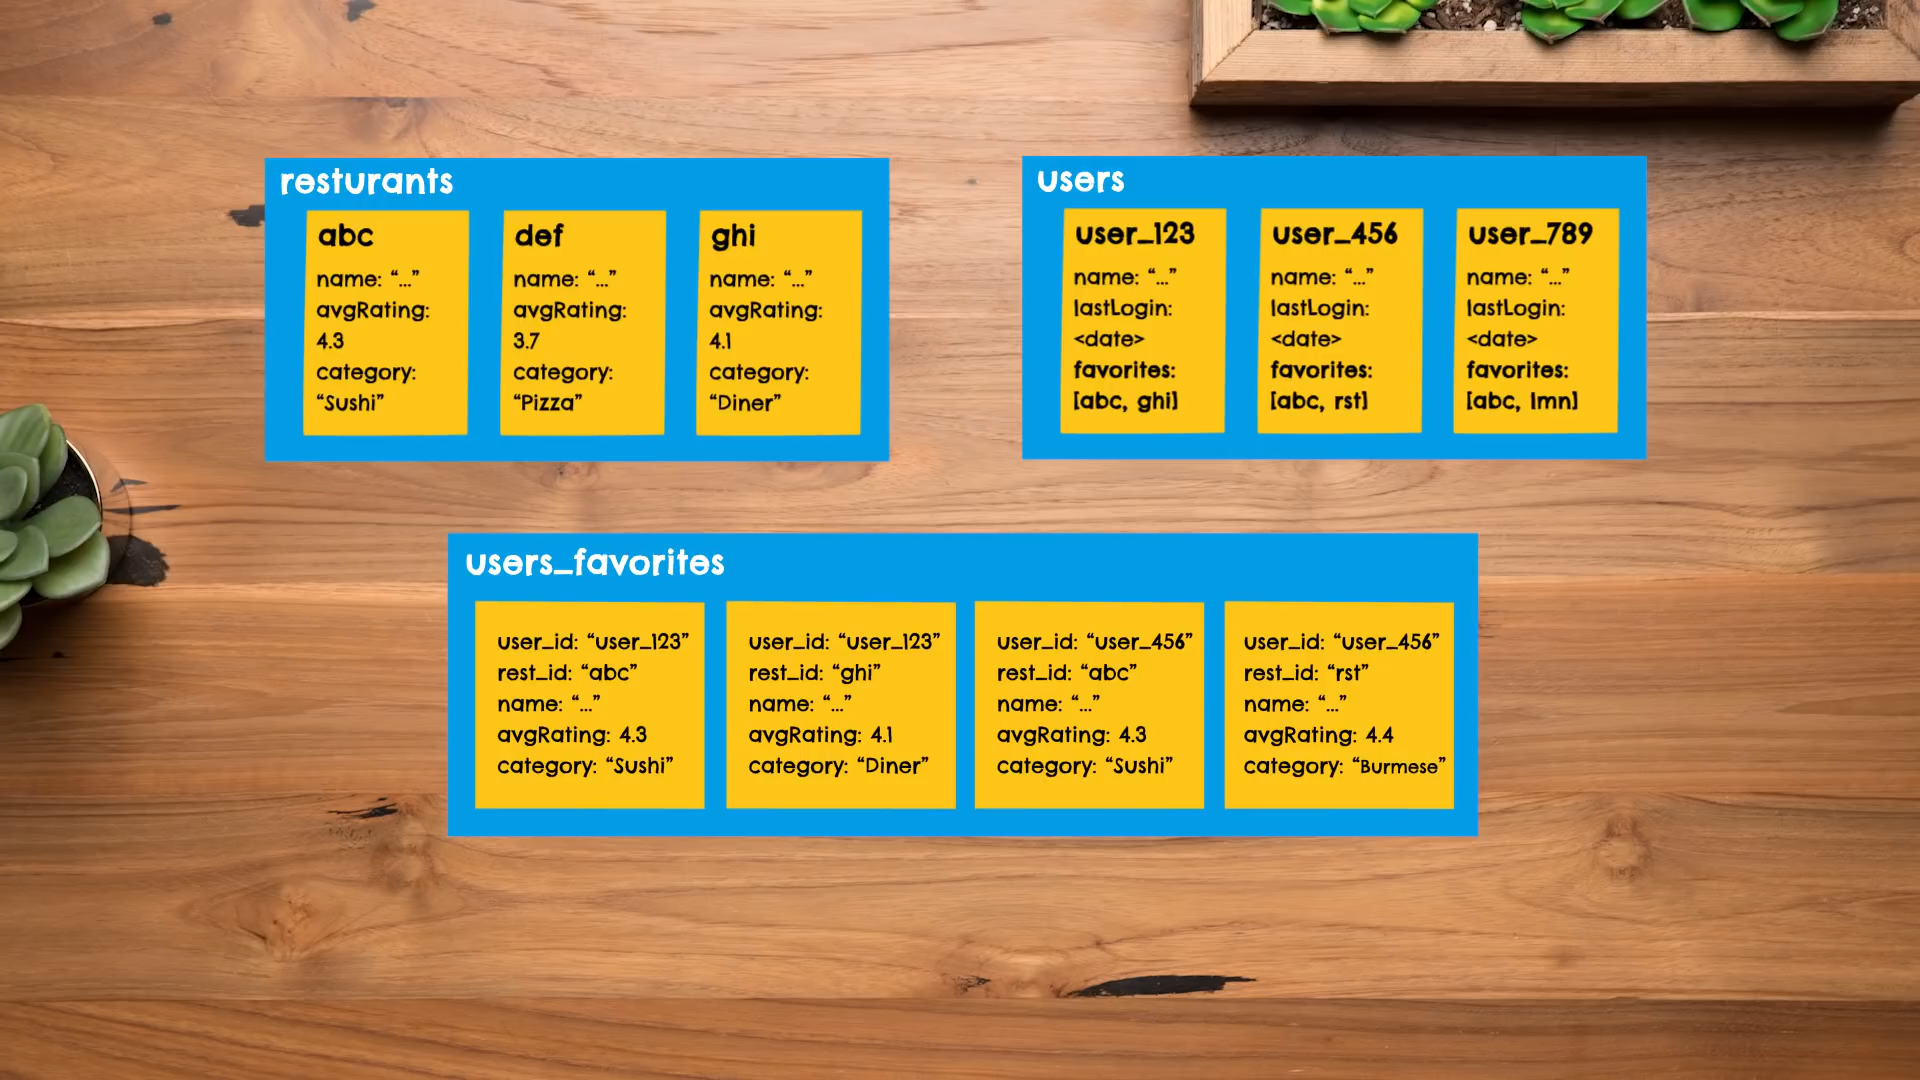 resturants
abc
name: “...”
avgRating:
4.3
category:
“Sushi”
def
name: “...”
avgRating:
3.7
category:
“Pizza”
ghi
name: “...”
avgRating:
4.1
category:
“Diner”
users
user_123
name: “...”
lastLogin:
<date>
favorites:
[abc, ghi]
user_456
name: “...”
lastLogin:
<date>
favorites:
[abc, rst]
user_789
name: “...”
lastLogin:
<date>
favorites:
[abc, lmn]
users_favorites
user_id: “user_123”
rest_id: “abc”
name: “...”
avgRating: 4.3
category: “Sushi”
user_id: “user_123”
rest_id: “ghi”
name: “...”
avgRating: 4.1
category: “Diner”
user_id: “user_456”
rest_id: “abc”
name: “...”
avgRating: 4.3
category: “Sushi”
user_id: “user_456”
rest_id: “rst”
name: “...”
avgRating: 4.4
category: “Burmese”